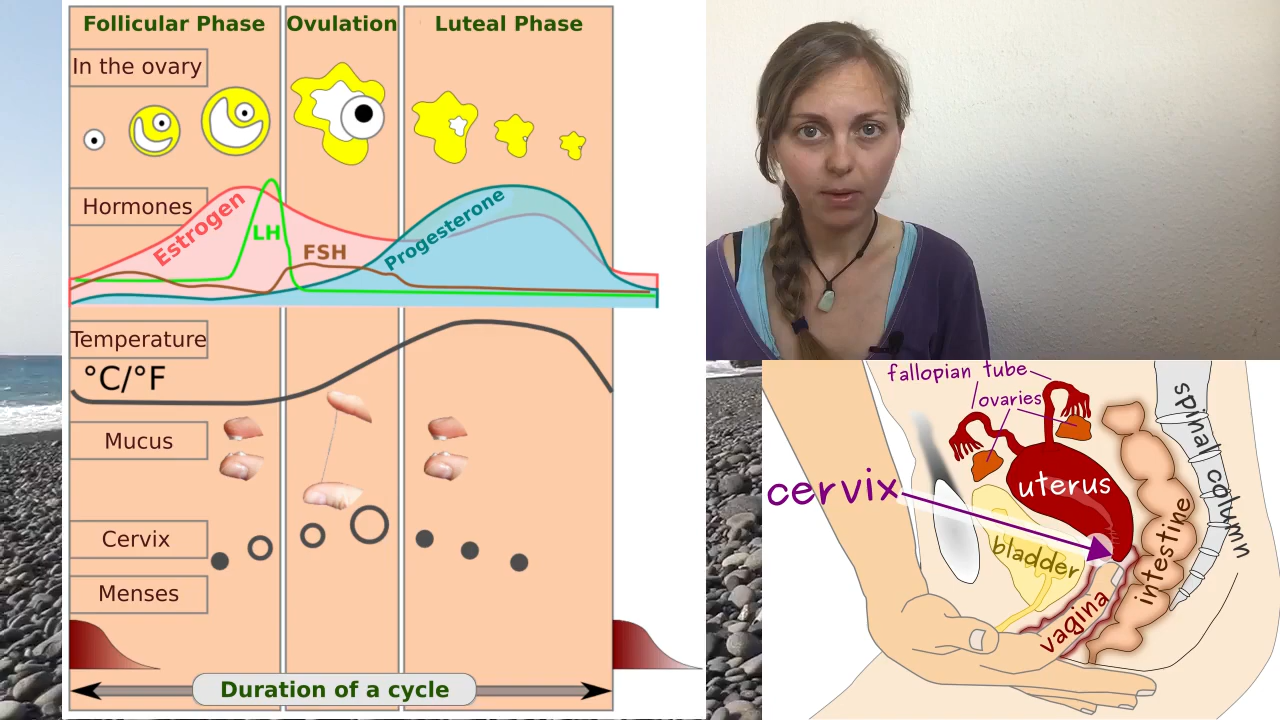 Follicular Phase
Ovulation
Luteal Phase
In the ovary
Hormones
Estrogen
LH
FSH
Progesterone
Temperature
°C/°F
Mucus
Cervix
Menses
Duration of a cycle
fallopian tube
ovaries
uterus
cervix
bladder
vagina
intestine
spinal column